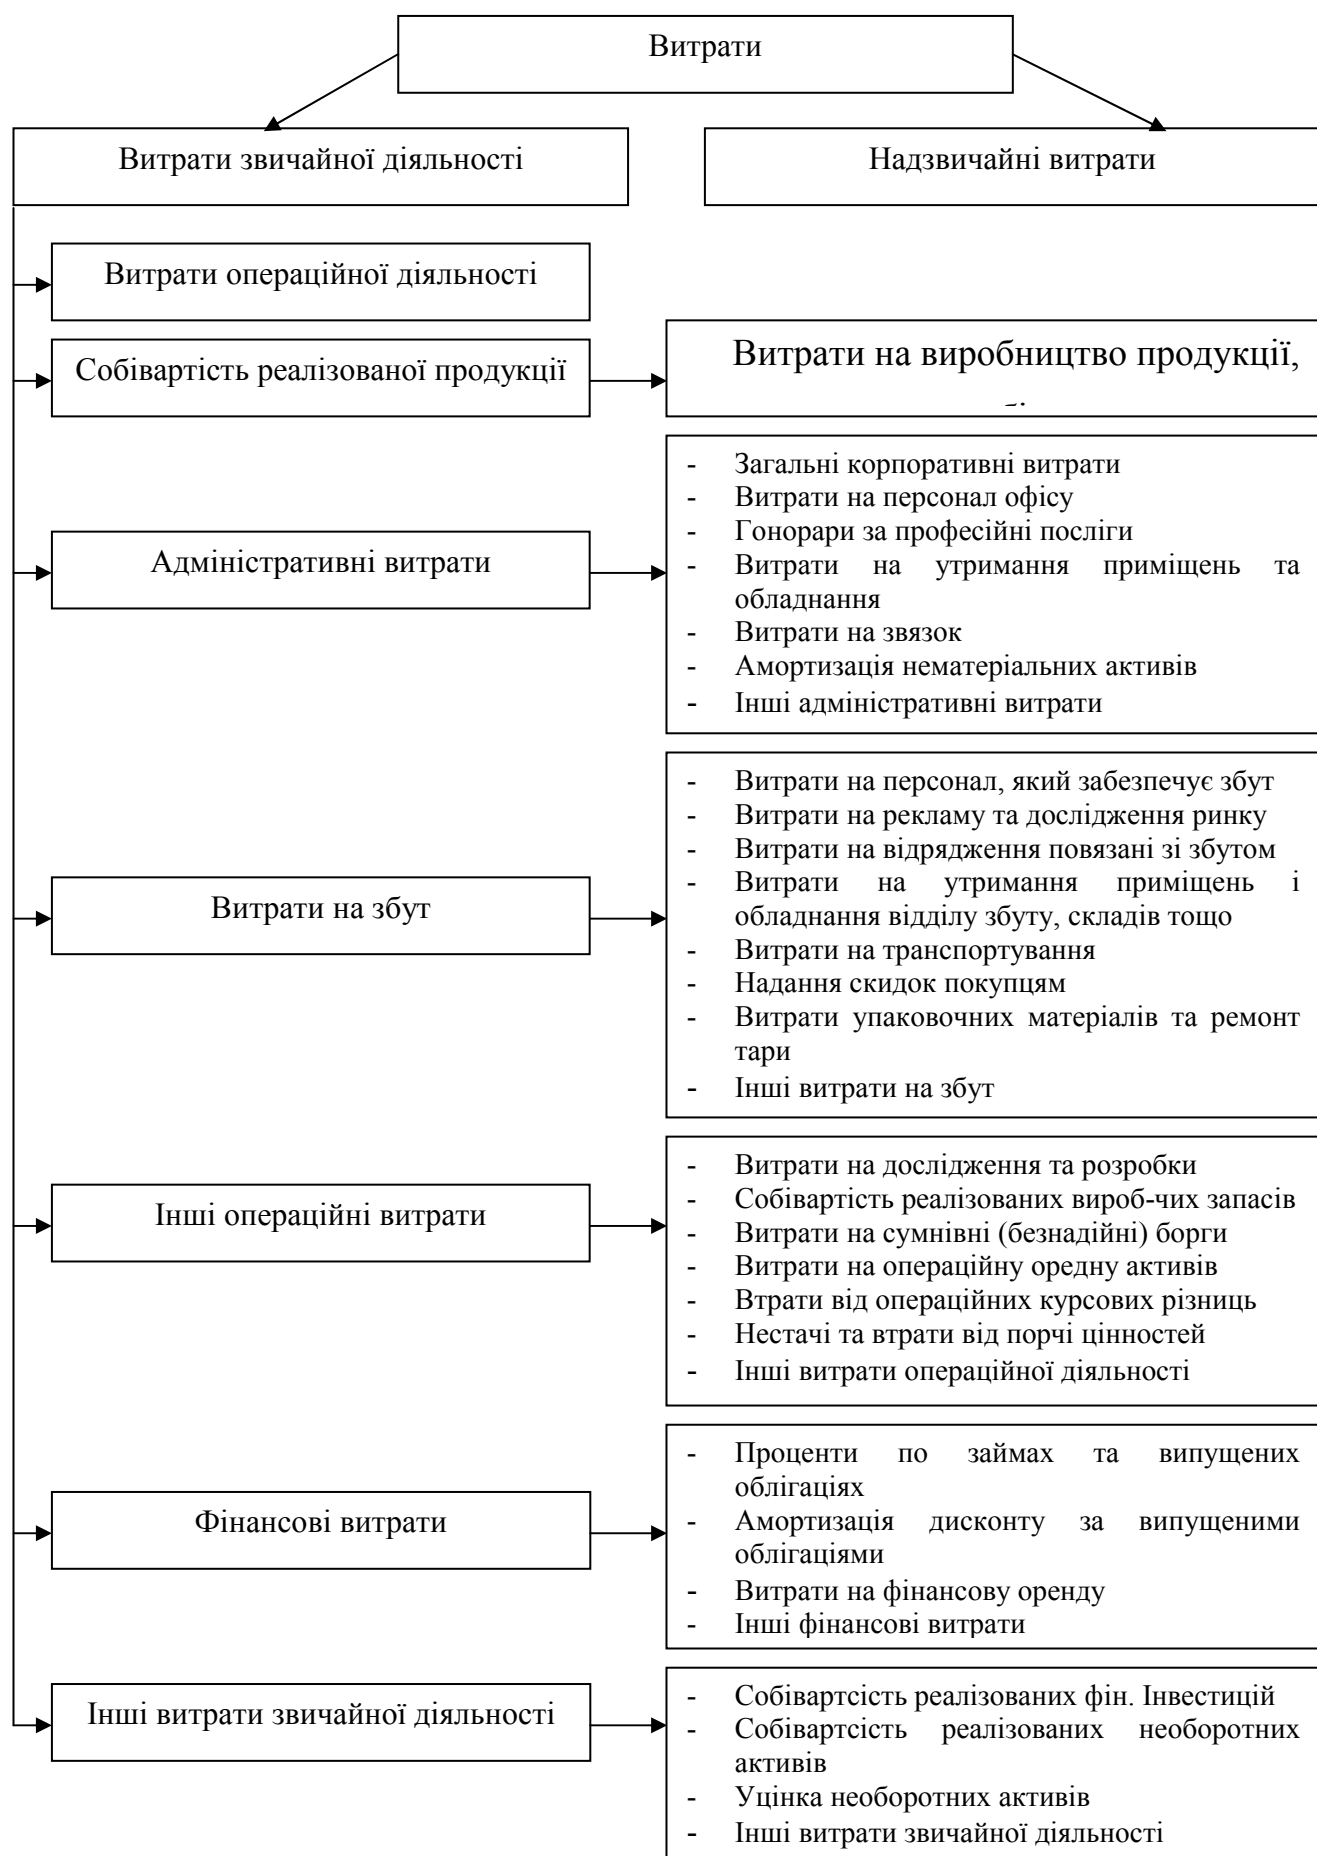 Витрати
Витрати звичайної діяльності
Надзвичайні витрати
Витрати операційної діяльності
Собівартість реалізованої продукції
Витрати на виробництво продукції,
Адміністративні витрати
- Загальні корпоративні витрати
- Витрати на персонал офісу
- Гонорари за професійні посліги
- Витрати на утримання приміщень та
обладнання
- Витрати на звязок
- Амортизація нематеріальних активів
- Інші адміністративні витрати
Витрати на збут
- Витрати на персонал, який забезпечує збут
- Витрати на рекламу та дослідження ринку
- Витрати на відрядження повязані зі збутом
- Витрати на утримання приміщень і
обладнання відділу збуту, складів тощо
- Витрати на транспортування
- Надання скидок покупцям
- Витрати упаковочних матеріалів та ремонт
тари
- Інші витрати на збут
Інші операційні витрати
- Витрати на дослідження та розробки
- Собівартість реалізованих вироб-чих запасів
- Витрати на сумнівні (безнадійні) борги
- Витрати на операційну оредну активів
- Втрати від операційних курсових різниць
- Нестачі та втрати від порчі цінностей
- Інші витрати операційної діяльності
Фінансові витрати
- Проценти по займах та випущених
облігаціях
- Амортизація дисконту за випущеними
облігаціями
- Витрати на фінансову оренду
- Інші фінансові витрати
Інші витрати звичайної діяльності
- Собівартсість реалізованих фін. Інвестицій
- Собівартсість реалізованих необоротних
активів
- Уцінка необоротних активів
- Інші витрати звичайної діяльності